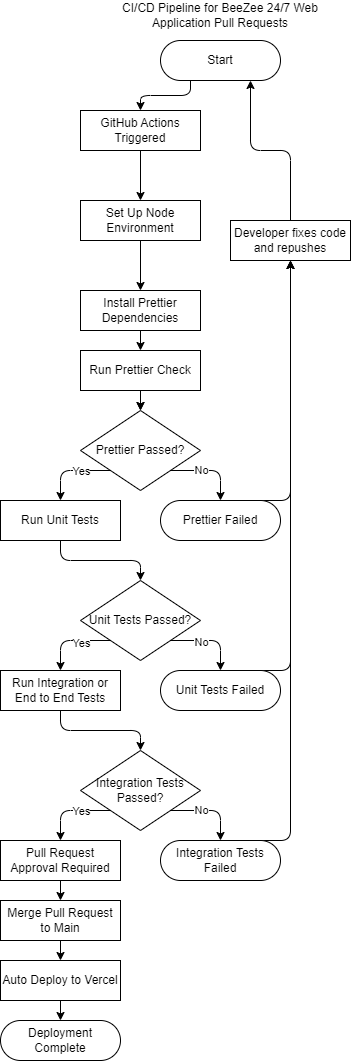 CI/CD Pipeline for BeeZee 24/7 Web
Application Pull Requests
Start
GitHub Actions
Triggered
Set Up Node
Environment
Developer fixes code
and repushes
Install Prettier
Dependencies
Run Prettier Check
Prettier Passed?
Yes
No
Run Unit Tests
Prettier Failed
Unit Tests Passed?
Yes
No
Run Integration or
End to End Tests
Unit Tests Failed
Integration Tests
Passed?
Yes
No
Pull Request
Approval Required
Integration Tests
Failed
Merge Pull Request
to Main
Auto Deploy to Vercel
Deployment
Complete